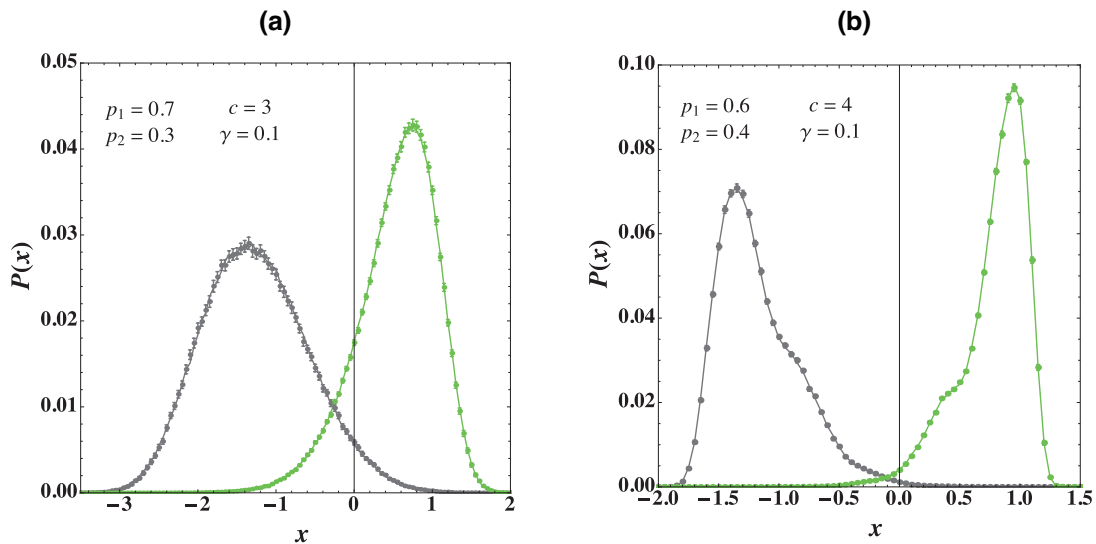 (a)
p₁ = 0.7 c = 3
p₂ = 0.3 γ = 0.1
P(x)
0.05
0.04
0.03
0.02
0.01
0.00
-3 -2 -1 0 1 2
x
(b)
p₁ = 0.6 c = 4
p₂ = 0.4 γ = 0.1
P(x)
0.10
0.08
0.06
0.04
0.02
0.00
-2.0 -1.5 -1.0 -0.5 0.0 0.5 1.0 1.5
x